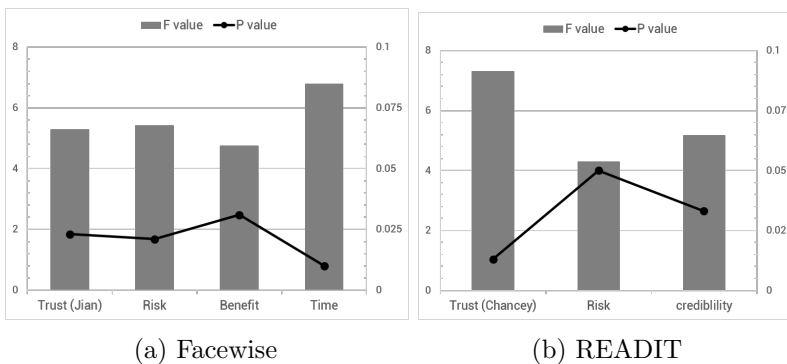 F value P value
8 0.1
6 0.075
4 0.05
2 0.025
0 0
Trust (Jian) Risk Benefit Time
(a) Facewise
F value P value
8 0.1
6 0.07
4 0.05
2 0.02
0 0
Trust (Chancey) Risk crediblility
(b) READIT